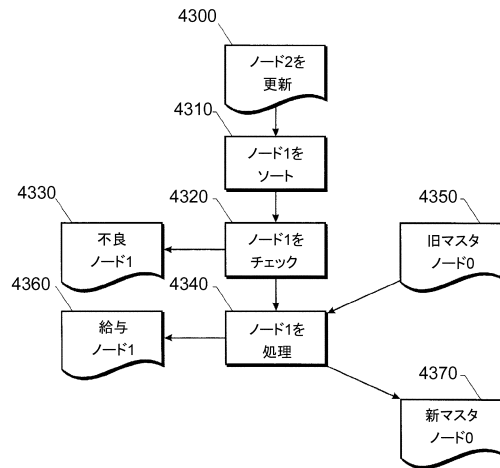 4300
ノード2を
更新
4310
ノード1を
ソート
4330
4320
4350
不良
ノード1
ノード1を
チェック
旧マスタ
ノード0
4360
4340
給与
ノード1
ノード1を
処理
4370
新マスタ
ノード0